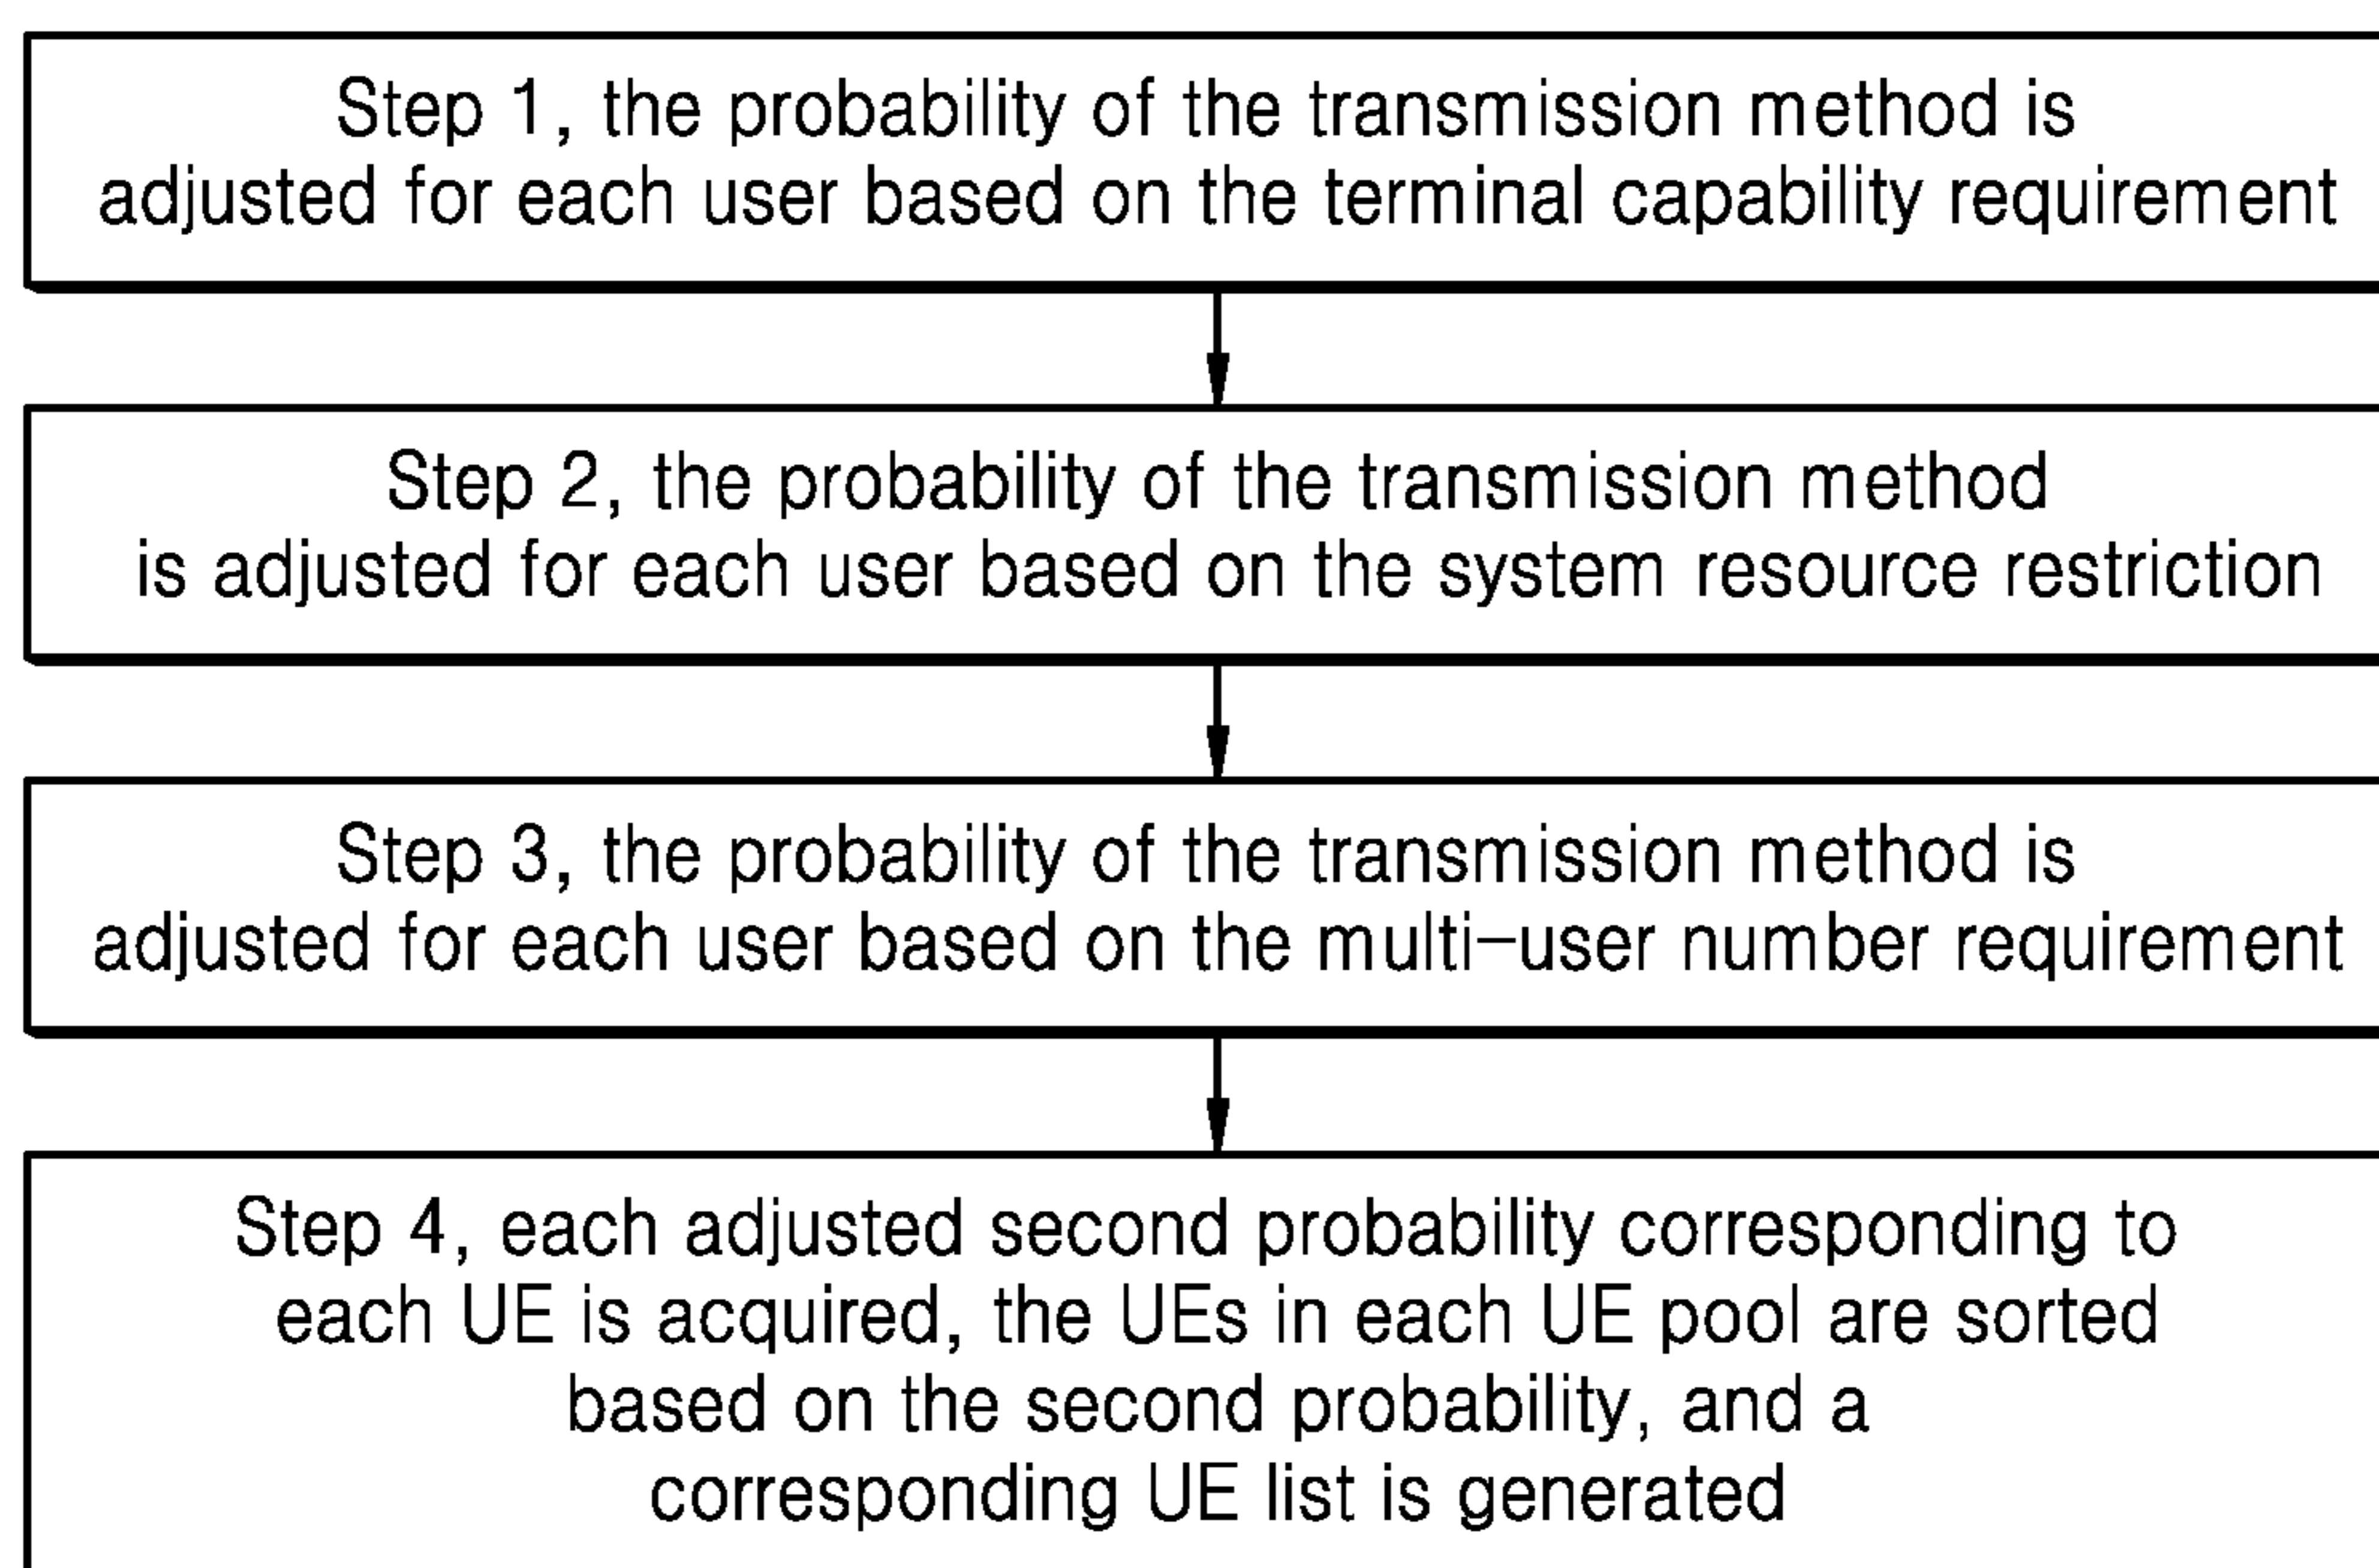 Step 1, the probability of the transmission method is
adjusted for each user based on the terminal capability requirement
Step 2, the probability of the transmission method
is adjusted for each user based on the system resource restriction
Step 3, the probability of the transmission method is
adjusted for each user based on the multi-user number requirement
Step 4, each adjusted second probability corresponding to
each UE is acquired, the UEs in each UE pool are sorted
based on the second probability, and a
corresponding UE list is generated